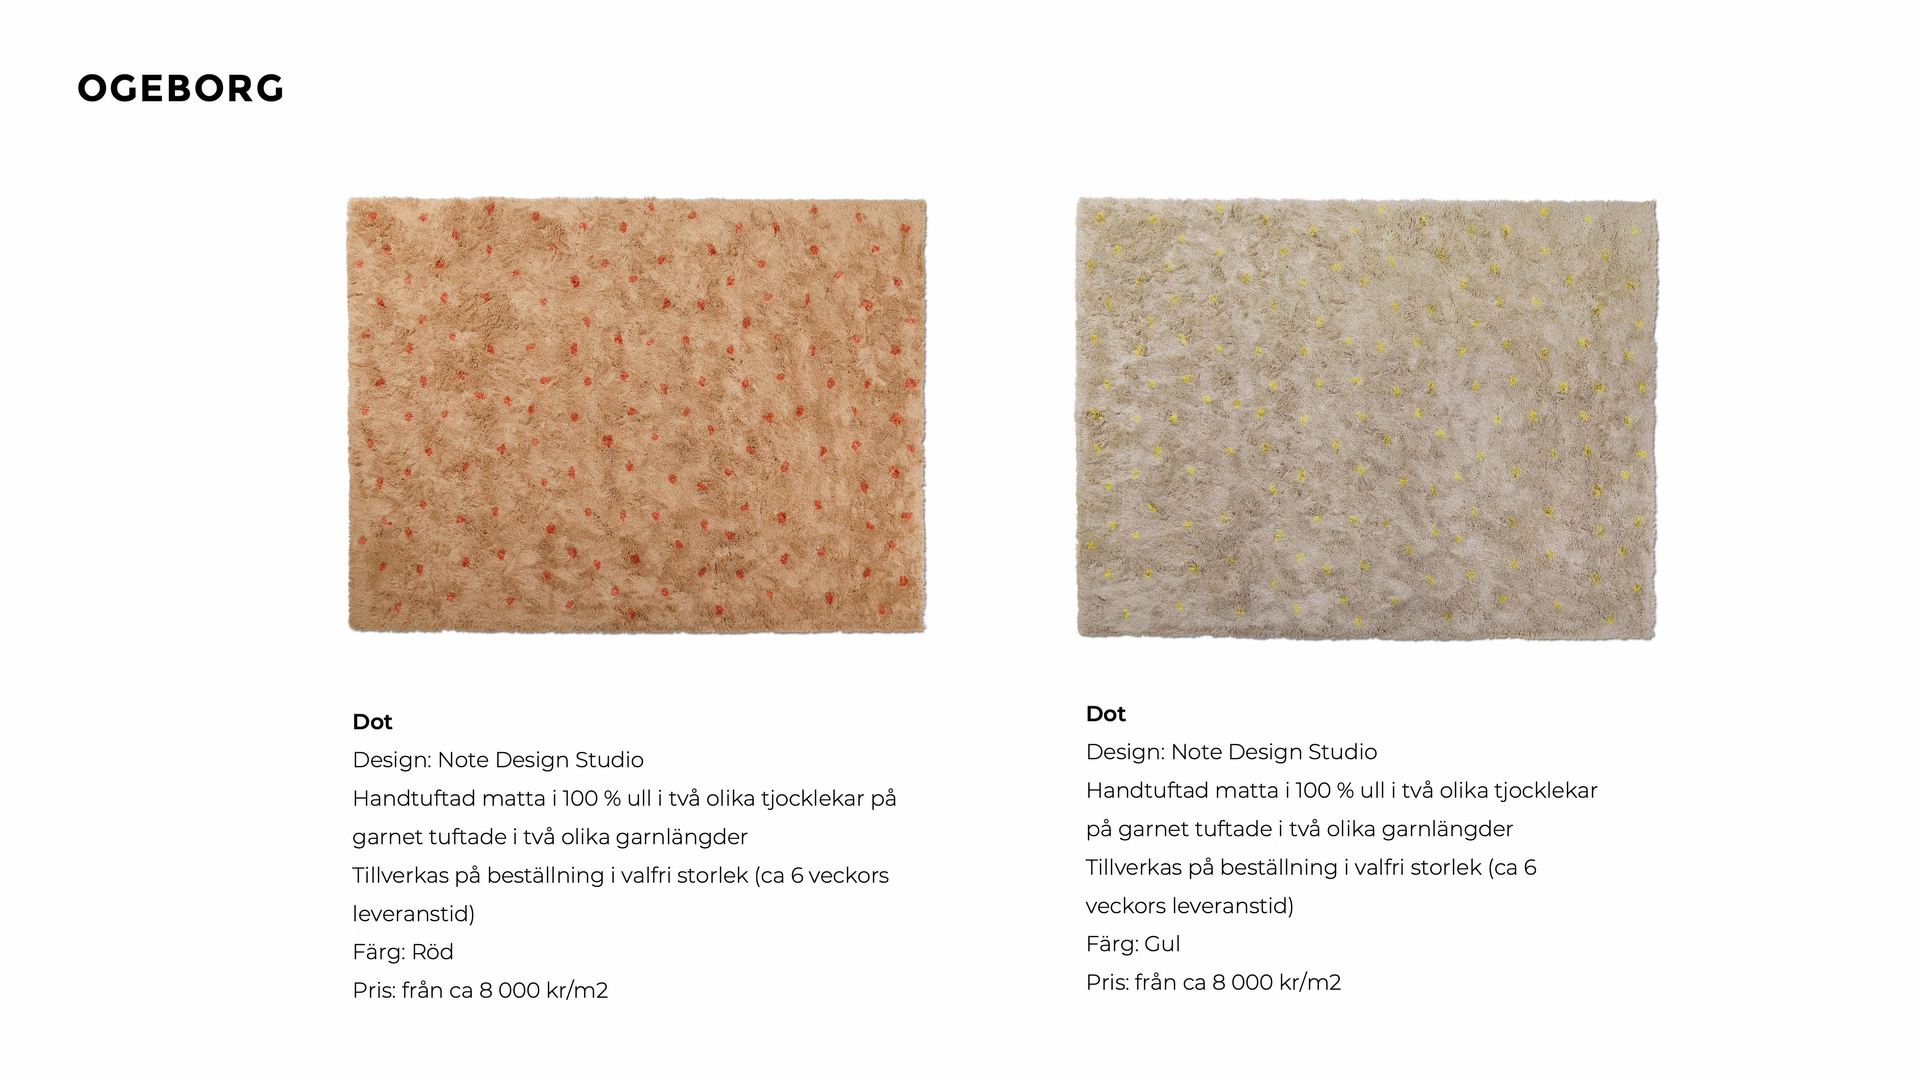 OGEBORG
Dot
Design: Note Design Studio
Handtuftad matta i 100 % ull i två olika tjocklekar på
garnet tuftade i två olika garnlängder
Tillverkas på beställning i valfri storlek (ca 6 veckors
leveranstid)
Färg: Röd
Pris: från ca 8 000 kr/m2
Dot
Design: Note Design Studio
Handtuftad matta i 100 % ull i två olika tjocklekar
på garnet tuftade i två olika garnlängder
Tillverkas på beställning i valfri storlek (ca 6
veckors leveranstid)
Färg: Gul
Pris: från ca 8 000 kr/m2